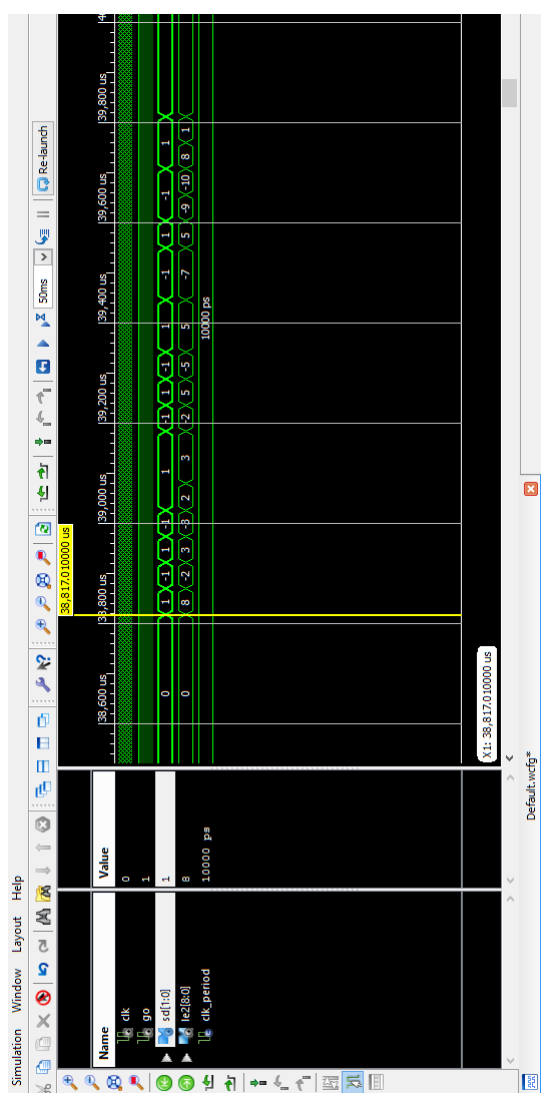 Simulation Window Layout Help
50ms Re-launch
38,817.010000 us
Name Value 38,600 us 38,800 us 39,000 us 39,200 us 39,400 us 39,600 us 39,800 us
clk 0
go 1
sd[1:0] 1 0 1 -1 1 -1 1 -1 1 -1 1 -1 1 -1 1
le2[8:0] 8 0 8 -2 3 -3 2 3 -2 5 -5 5 -7 5 -9 -10 8 1
clk_period 10000 ps 10000 ps
X1: 38,817.010000 us
Default.wcfg*